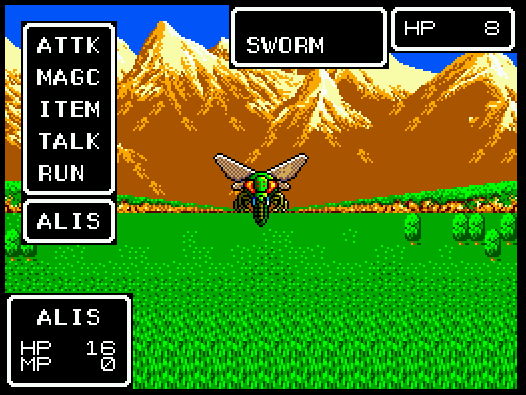 ATTK
MAGC
ITEM
TALK
RUN
ALIS
SWORM
HP 8
ALIS
HP 16
MP 0